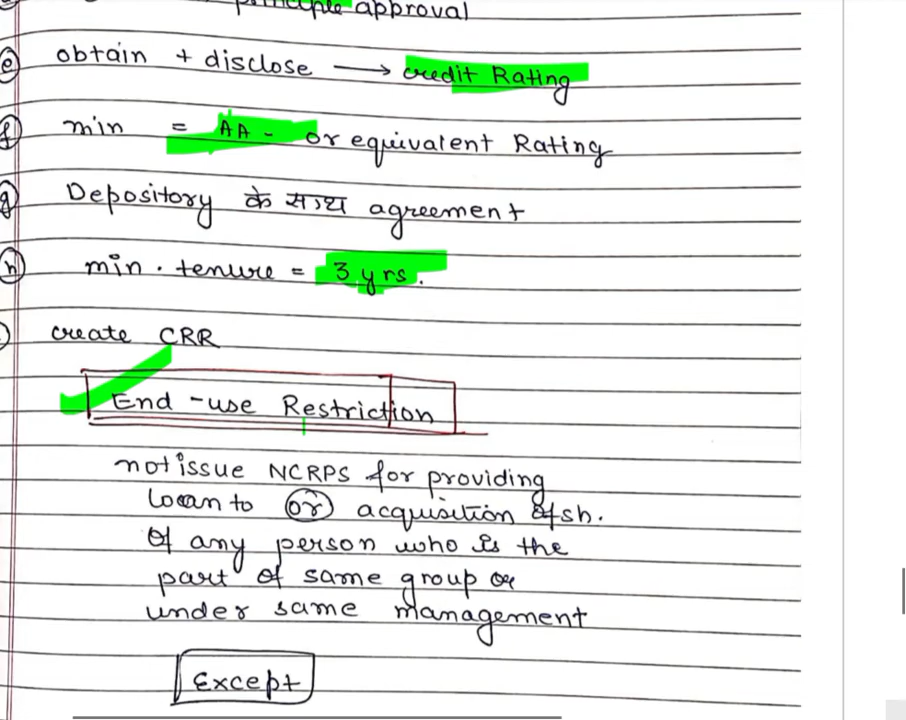 principle approval
(e) obtain + disclose → credit Rating
(f) min = AA - or equivalent Rating
(g) Depository के साथ agreement
(h) min. tenure = 3 yrs.
create CRR
End-use Restriction
not issue NCRPS for providing
loan to (or) acquisition of sh.
of any person who is the
part of same group or
under same management
Except